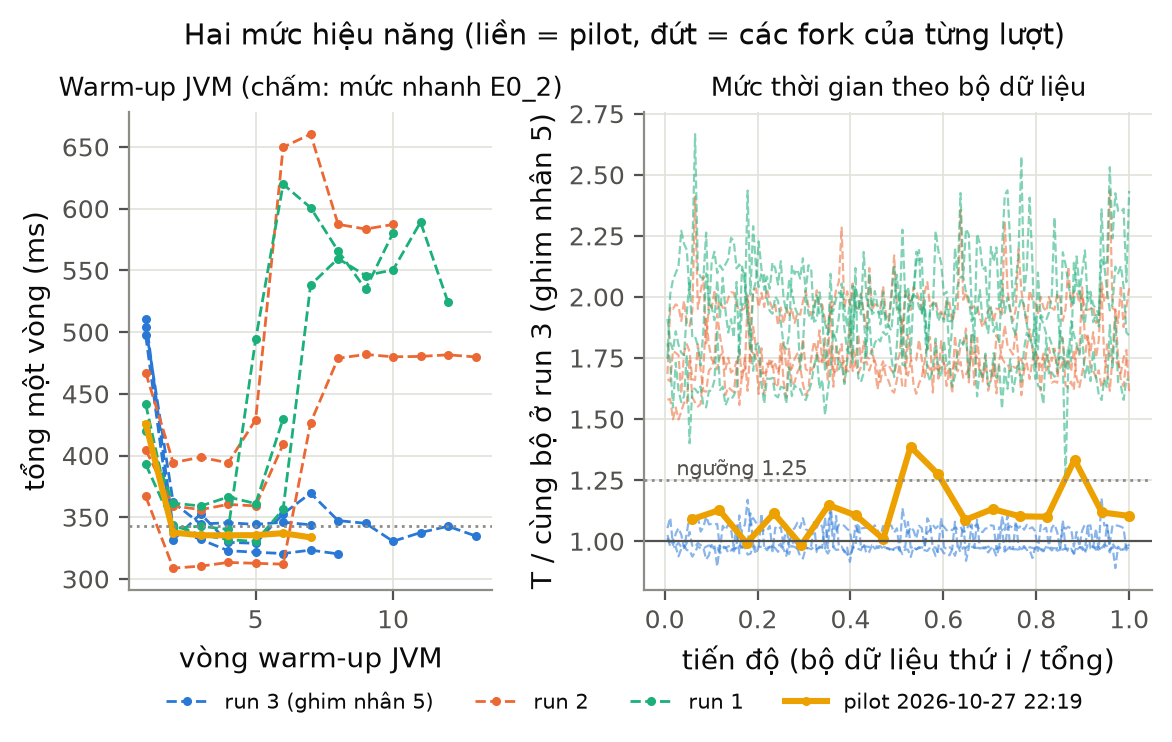 Hai mức hiệu năng (liền = pilot, đứt = các fork của từng lượt)
Warm-up JVM (chấm: mức nhanh E0_2)
650
600
550
500
450
400
350
300
5
10
tổng một vòng (ms)
vòng warm-up JVM
Mức thời gian theo bộ dữ liệu
2.75
2.50
2.25
2.00
1.75
1.50
1.25
1.00
ngưỡng 1.25
0.0
0.2
0.4
0.6
0.8
1.0
T / cùng bộ ở run 3 (ghim nhân 5)
tiến độ (bộ dữ liệu thứ i / tổng)
run 3 (ghim nhân 5)
run 2
run 1
pilot 2026-10-27 22:19